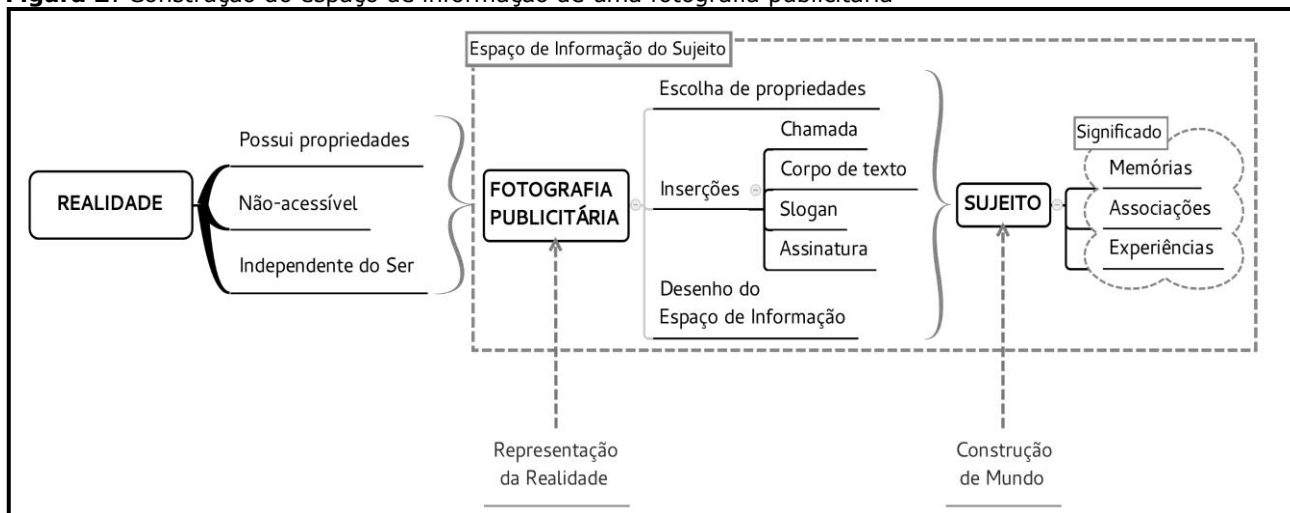 Figura 2: Construção do espaço de informação de uma fotografia publicitária
Espaço de Informação do Sujeito
Escolha de propriedades
Chamada
Significado
Possui propriedades
Memórias
Corpo de texto
FOTOGRAFIA
PUBLICITÁRIA
Inserções
REALIDADE
Não-acessível
SUJEITO
Slogan
Associações
Assinatura
Experiências
Independente do Ser
Desenho do
Espaço de Informação
Representação
da Realidade
Construção
de Mundo